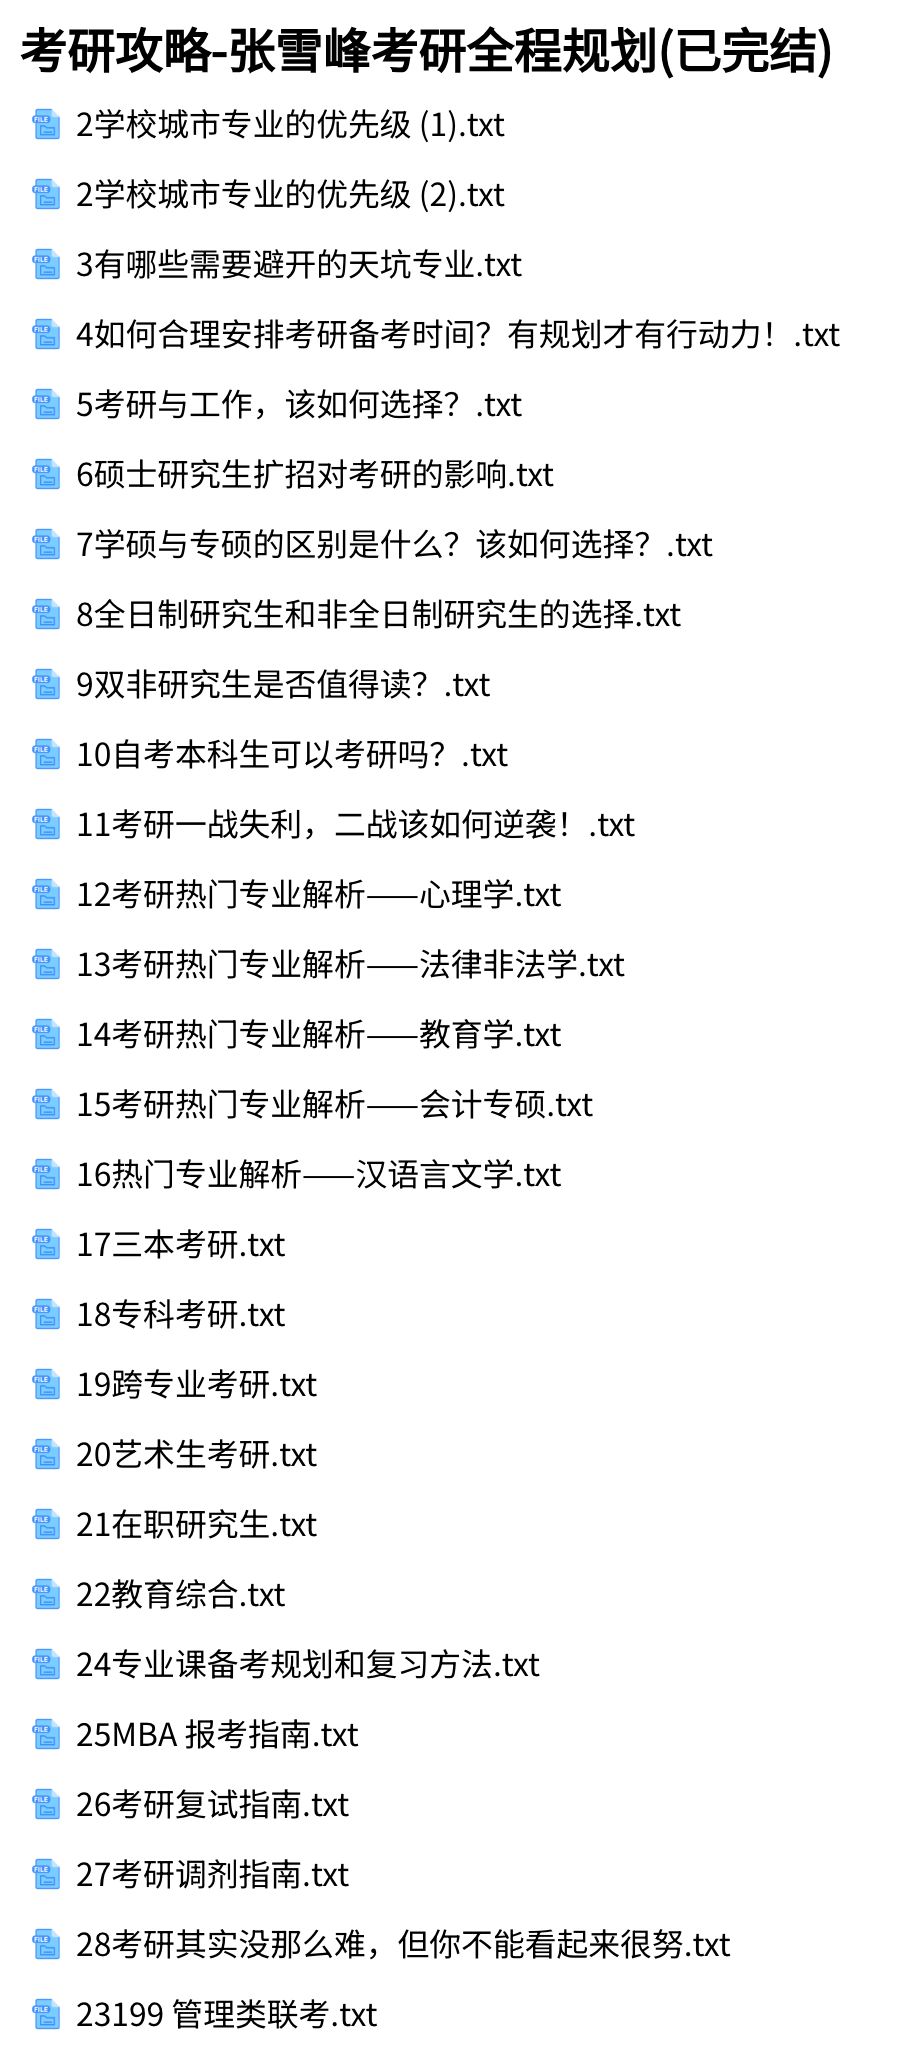 考研攻略-张雪峰考研全程规划(已完结)
2学校城市专业的优先级 (1).txt
2学校城市专业的优先级 (2).txt
3有哪些需要避开的天坑专业.txt
4如何合理安排考研备考时间？有规划才有行动力！.txt
5考研与工作，该如何选择？.txt
6硕士研究生扩招对考研的影响.txt
7学硕与专硕的区别是什么？该如何选择？.txt
8全日制研究生和非全日制研究生的选择.txt
9双非研究生是否值得读？.txt
10自考本科生可以考研吗？.txt
11考研一战失利，二战该如何逆袭！.txt
12考研热门专业解析——心理学.txt
13考研热门专业解析——法律非法学.txt
14考研热门专业解析——教育学.txt
15考研热门专业解析——会计专硕.txt
16热门专业解析——汉语言文学.txt
17三本考研.txt
18专科考研.txt
19跨专业考研.txt
20艺术生考研.txt
21在职研究生.txt
22教育综合.txt
24专业课备考规划和复习方法.txt
25MBA 报考指南.txt
26考研复试指南.txt
27考研调剂指南.txt
28考研其实没那么难，但你不能看起来很努.txt
23199 管理类联考.txt